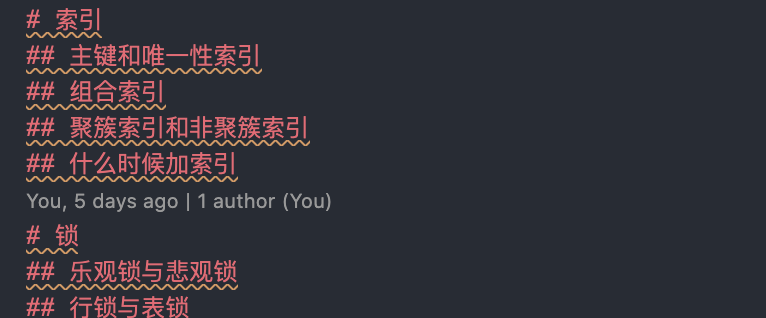 # 索引
## 主键和唯一性索引
## 组合索引
## 聚簇索引和非聚簇索引
## 什么时候加索引
You, 5 days ago | 1 author (You)
# 锁
## 乐观锁与悲观锁
## 行锁与表锁